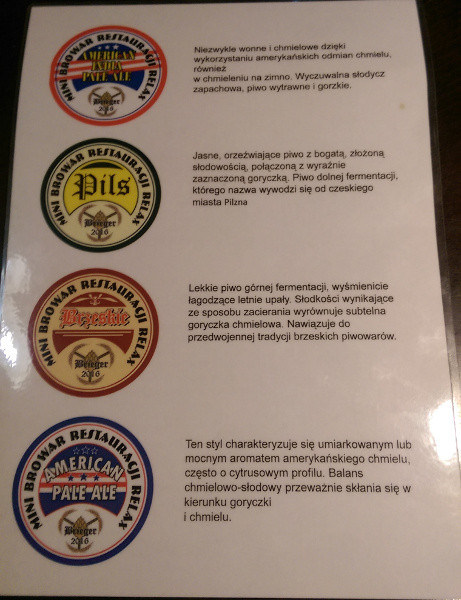 MINI BROWAR RESTAURACJI RELAX
AMERICAN
INDIA
PALE ALE
Brieger
2016
Niezwykle wonne i chmielowe dzięki
wykorzystaniu amerykańskich odmian chmielu,
również
w chmieleniu na zimno. Wyczuwalna słodycz
zapachowa, piwo wytrawne i gorzkie.
MINI BROWAR RESTAURACJI RELAX
Pils
Brieger
2016
Jasne, orzeźwiające piwo z bogatą, złożoną
słodowością, połączoną z wyraźnie
zaznaczoną goryczką. Piwo dolnej fermentacji,
którego nazwa wywodzi się od czeskiego
miasta Pilzna
MINI BROWAR RESTAURACJI RELAX
Brzeskie
Brieger
2016
Lekkie piwo górnej fermentacji, wyśmienicie
łagodzące letnie upały. Słodkości wynikające
ze sposobu zacierania wyrównuje subtelna
goryczka chmielowa. Nawiązuje do
przedwojennej tradycji brzeskich piwowarów.
MINI BROWAR RESTAURACJI RELAX
AMERICAN
PALE ALE
Brieger
2016
Ten styl charakteryzuje się umiarkowanym lub
mocnym aromatem amerykańskiego chmielu,
często o cytrusowym profilu. Balans
chmielowo-słodowy przeważnie skłania się w
kierunku goryczki
i chmielu.